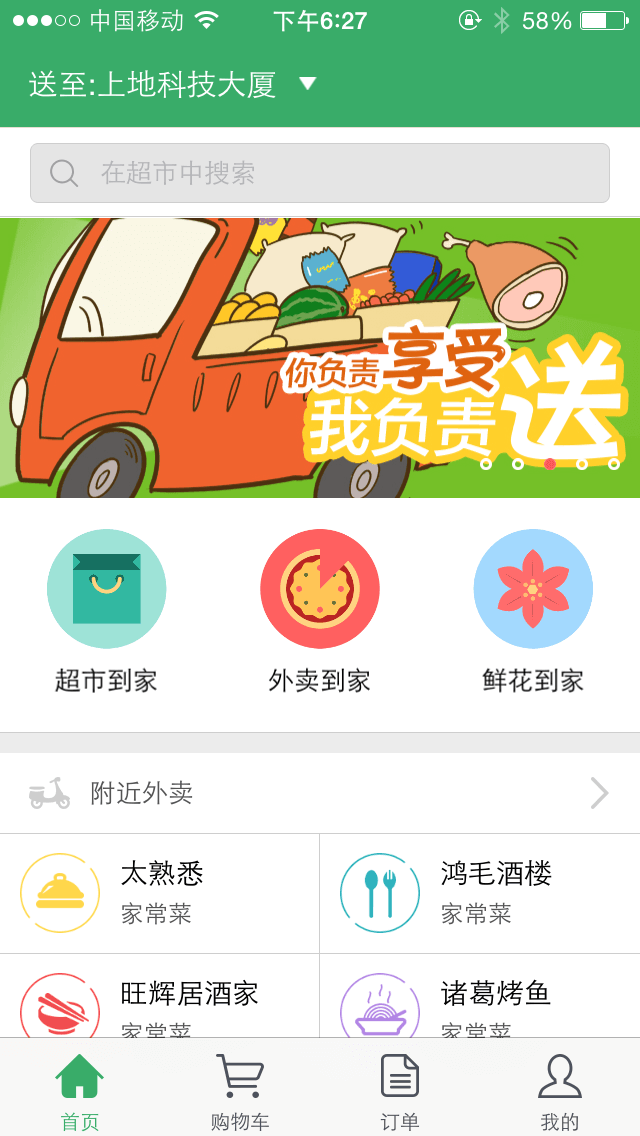 中国移动 下午6:27 58%
送至:上地科技大厦
在超市中搜索
你负责享受
我负责送
超市到家 外卖到家 鲜花到家
附近外卖
太熟悉 鸿毛酒楼
家常菜 家常菜
旺辉居酒家 诸葛烤鱼
家常菜 家常菜
首页 购物车 订单 我的